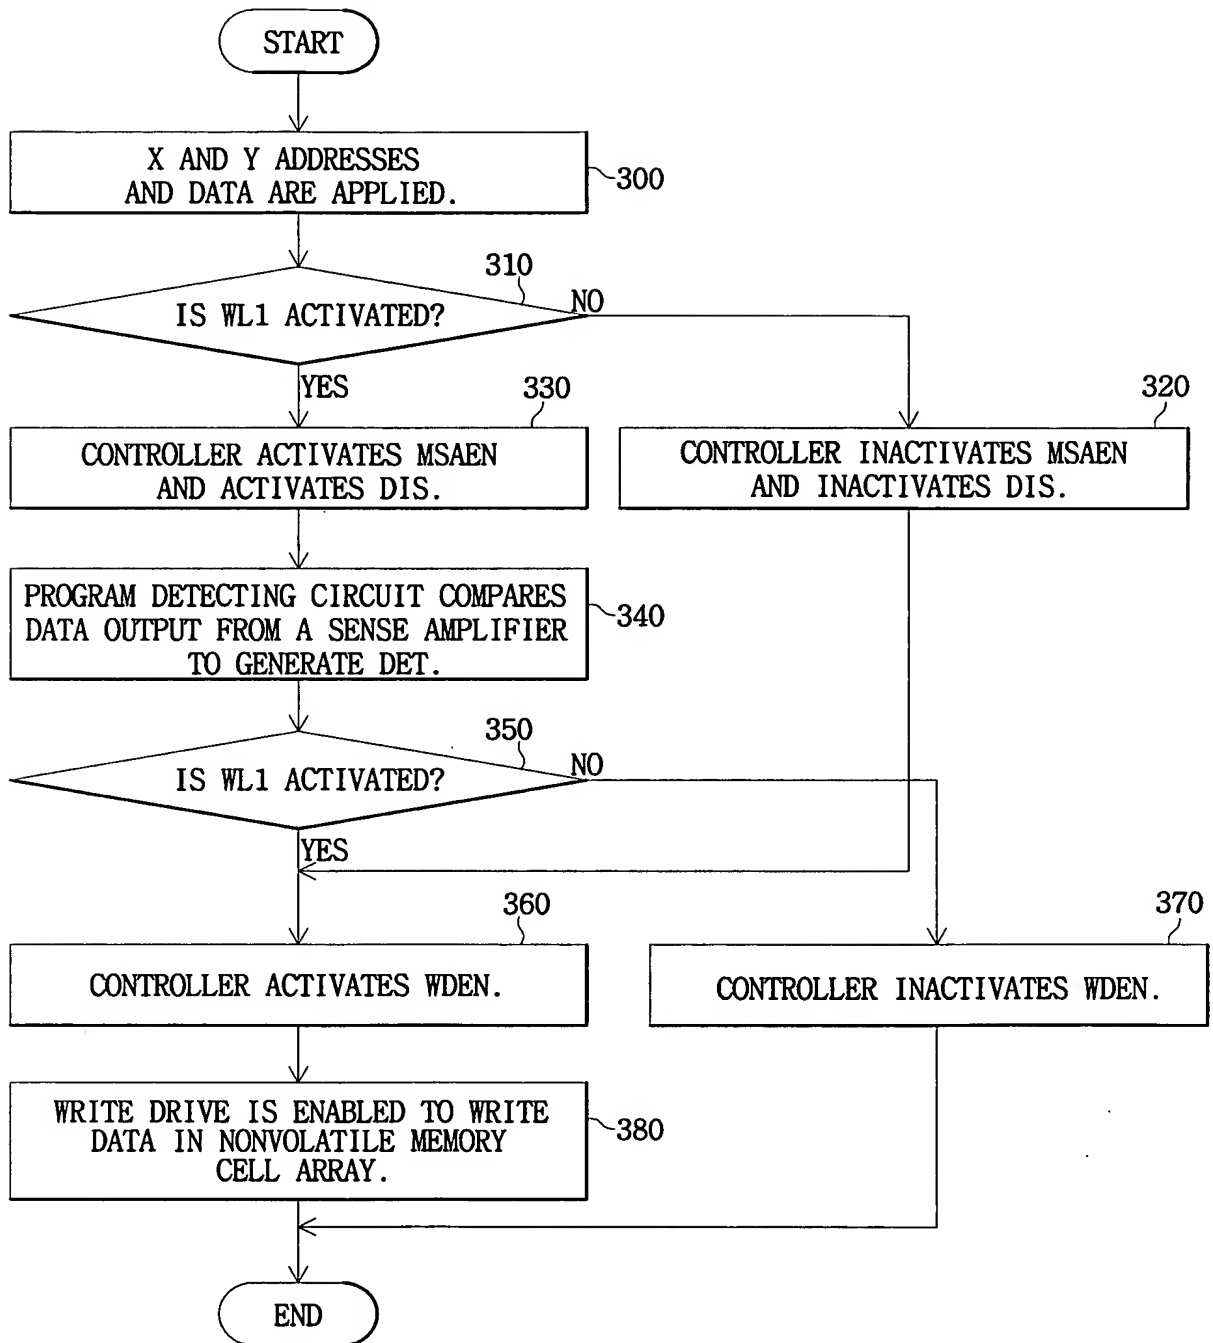 START
X AND Y ADDRESSES
AND DATA ARE APPLIED.
300
310
IS WL1 ACTIVATED?
NO
YES
330
320
CONTROLLER ACTIVATES MSAEN
AND ACTIVATES DIS.
CONTROLLER INACTIVATES MSAEN
AND INACTIVATES DIS.
PROGRAM DETECTING CIRCUIT COMPARES
DATA OUTPUT FROM A SENSE AMPLIFIER
TO GENERATE DET.
340
350
IS WL1 ACTIVATED?
NO
YES
360
370
CONTROLLER ACTIVATES WDEN.
CONTROLLER INACTIVATES WDEN.
WRITE DRIVE IS ENABLED TO WRITE
DATA IN NONVOLATILE MEMORY
CELL ARRAY.
380
END